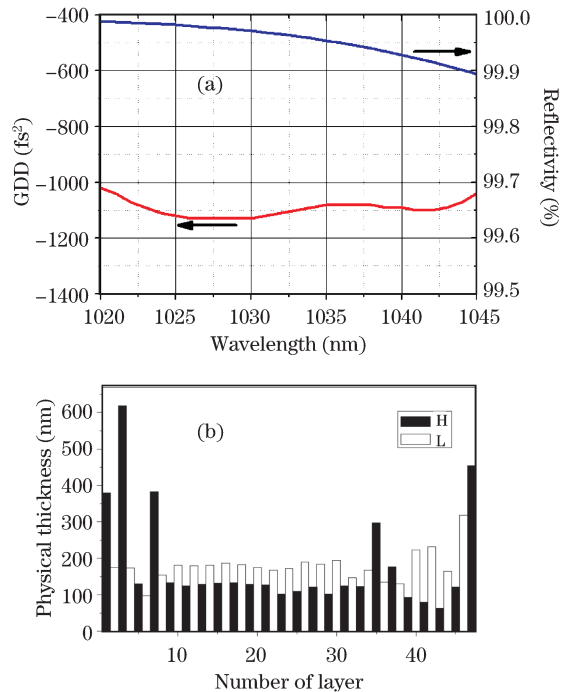 −400
−600
−800
−1000
−1200
−1400
GDD (fs²)
(a)
100.0
99.9
99.8
99.7
99.6
99.5
Reflectivity (%)
1020 1025 1030 1035 1040 1045
Wavelength (nm)
600
500
400
300
200
100
0
Physical thickness (nm)
(b)
H
L
10 20 30 40
Number of layer